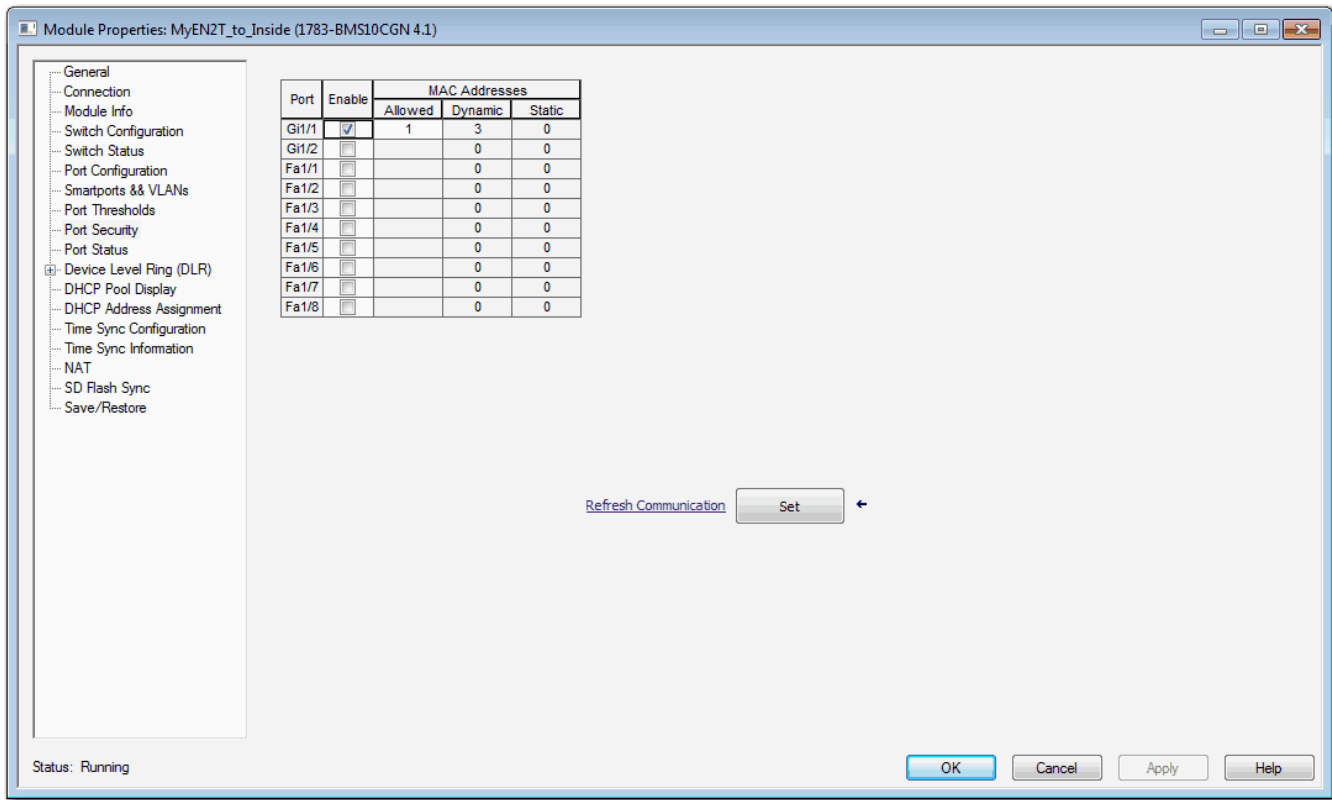 Module Properties: MyEN2T_to_Inside (1783-BMS10CGN 4.1)
General
Connection
Module Info
Switch Configuration
Switch Status
Port Configuration
Smartports && VLANs
Port Thresholds
Port Security
Port Status
Device Level Ring (DLR)
DHCP Pool Display
DHCP Address Assignment
Time Sync Configuration
Time Sync Information
NAT
SD Flash Sync
Save/Restore
Port Enable MAC Addresses
Allowed Dynamic Static
Gi1/1 1 3 0
Gi1/2 0 0
Fa1/1 0 0
Fa1/2 0 0
Fa1/3 0 0
Fa1/4 0 0
Fa1/5 0 0
Fa1/6 0 0
Fa1/7 0 0
Fa1/8 0 0
Refresh Communication Set
Status: Running
OK Cancel Apply Help